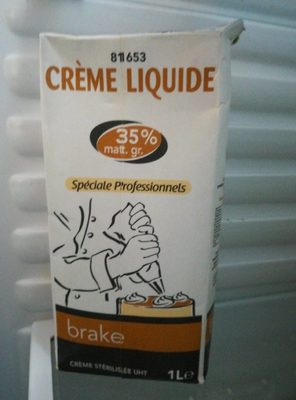 811653
CRÈME LIQUIDE
35%
matt. gr.
Spéciale Professionnels
brake
CRÈME STÉRILISÉE UHT
1L℮